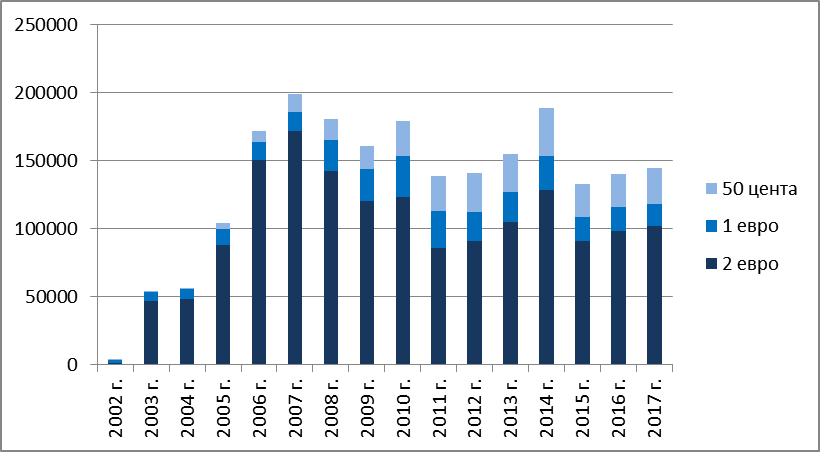 250000
200000
150000
100000
50000
0
2002 г.
2003 г.
2004 г.
2005 г.
2006 г.
2007 г.
2008 г.
2009 г.
2010 г.
2011 г.
2012 г.
2013 г.
2014 г.
2015 г.
2016 г.
2017 г.
50 цента
1 евро
2 евро